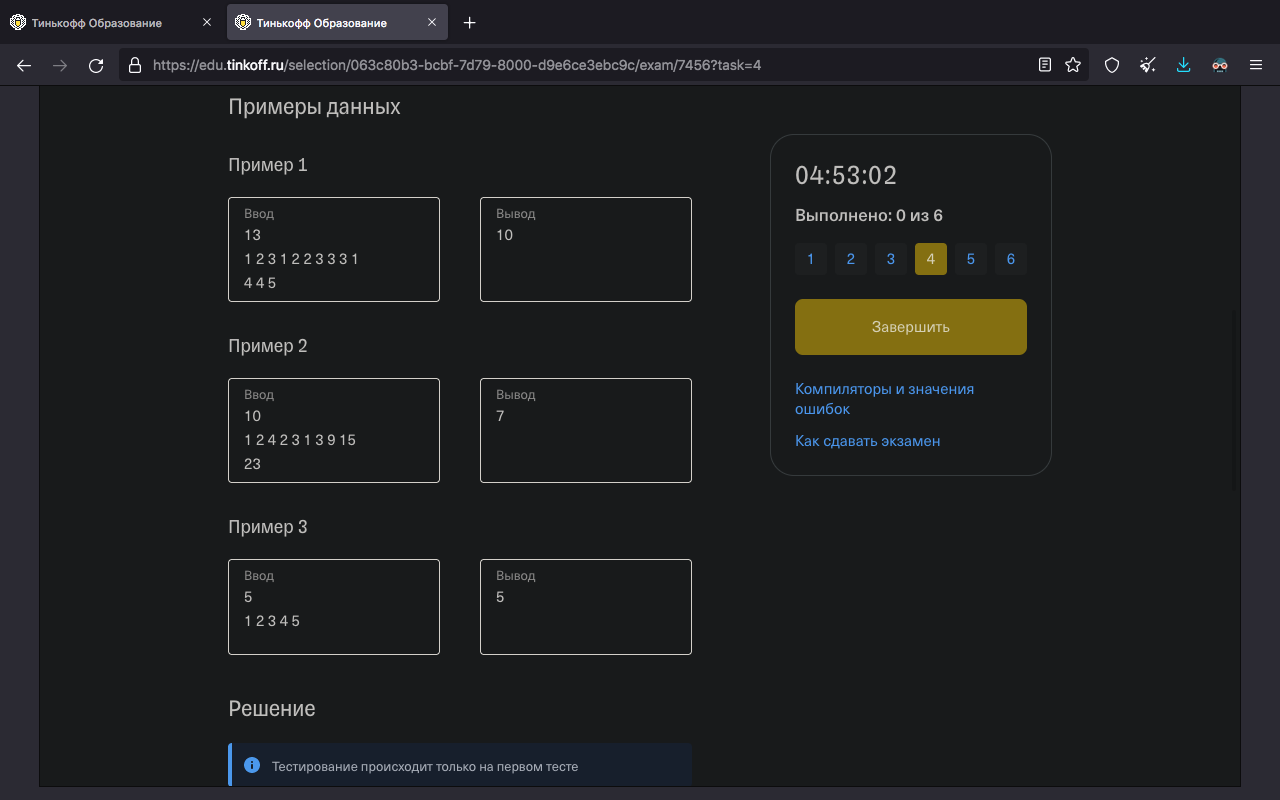 Тинькофф Образование
Тинькофф Образование
https://edu.tinkoff.ru/selection/063c80b3-bcbf-7d79-8000-d9e6ce3ebc9c/exam/7456?task=4
Примеры данных
Пример 1
Ввод
13
1 2 3 1 2 2 3 3 3 1
4 4 5
Вывод
10
Пример 2
Ввод
10
1 2 4 2 3 1 3 9 15
23
Вывод
7
Пример 3
Ввод
5
1 2 3 4 5
Вывод
5
Решение
Тестирование происходит только на первом тесте
04:53:02
Выполнено: 0 из 6
1 2 3 4 5 6
Завершить
Компиляторы и значения
ошибок
Как сдавать экзамен